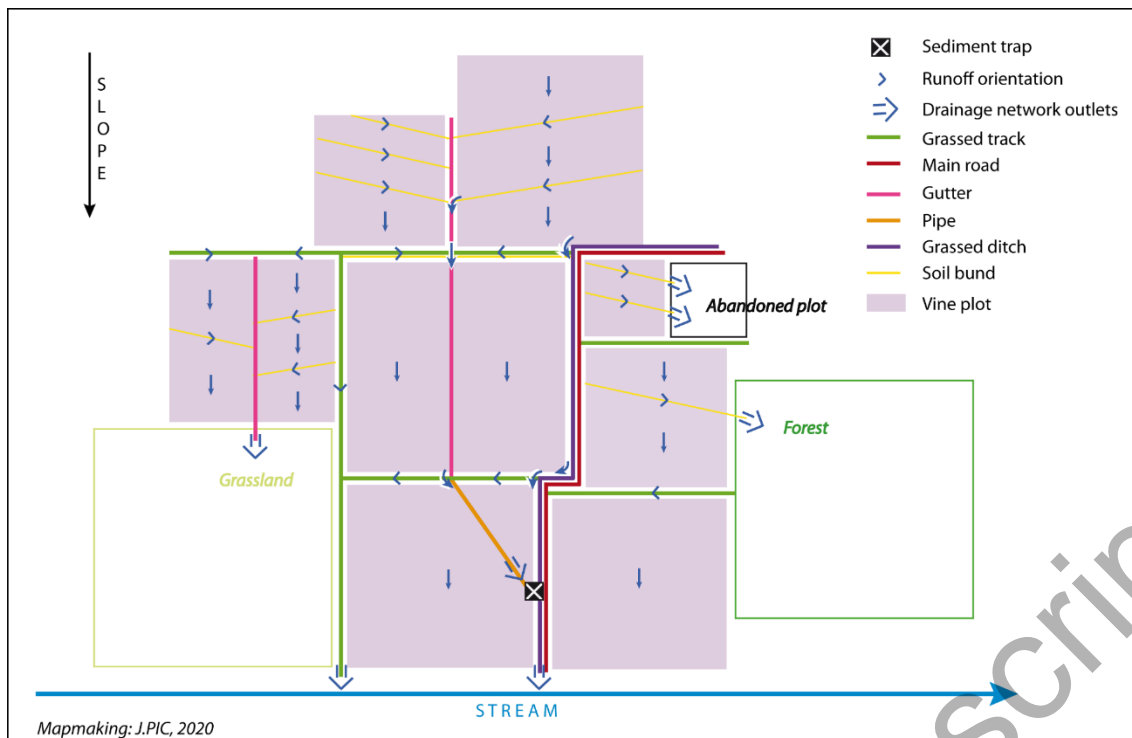 SLOPE
Sediment trap
Runoff orientation
Drainage network outlets
Grassed track
Main road
Gutter
Pipe
Grassed ditch
Soil bund
Vine plot
Abandoned plot
Forest
Grassland
STREAM
Mapmaking: J.PIC, 2020
scrip